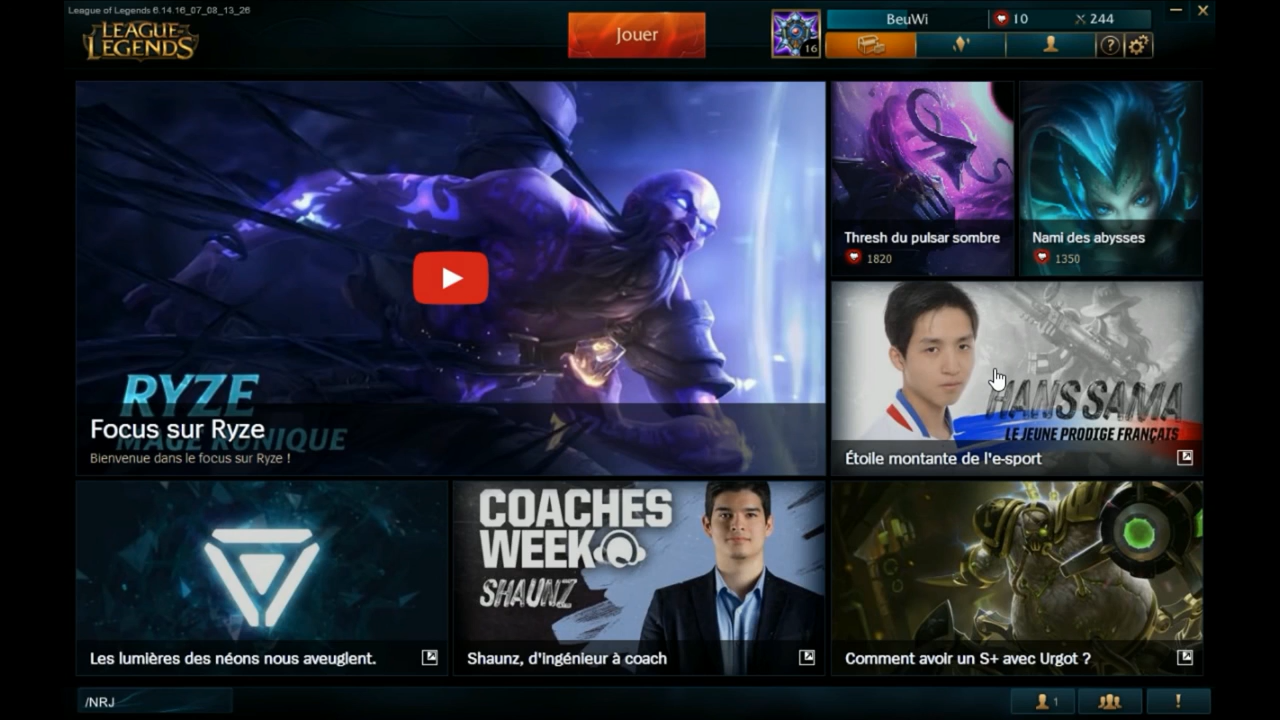 League of Legends 6.14.16_07_08_13_26
LEAGUE OF LEGENDS
Jouer
16
BeuWi
10
244
?
Thresh du pulsar sombre
1820
Nami des abysses
1350
RYZE
MAGE RUNIQUE
Focus sur Ryze
Bienvenue dans le focus sur Ryze !
HANS SAMA
LE JEUNE PRODIGE FRANÇAIS
Étoile montante de l'e-sport
Les lumières des néons nous aveuglent.
COACHES
WEEK
SHAUNZ
Shaunz, d'ingénieur à coach
Comment avoir un S+ avec Urgot ?
/NRJ
1
!